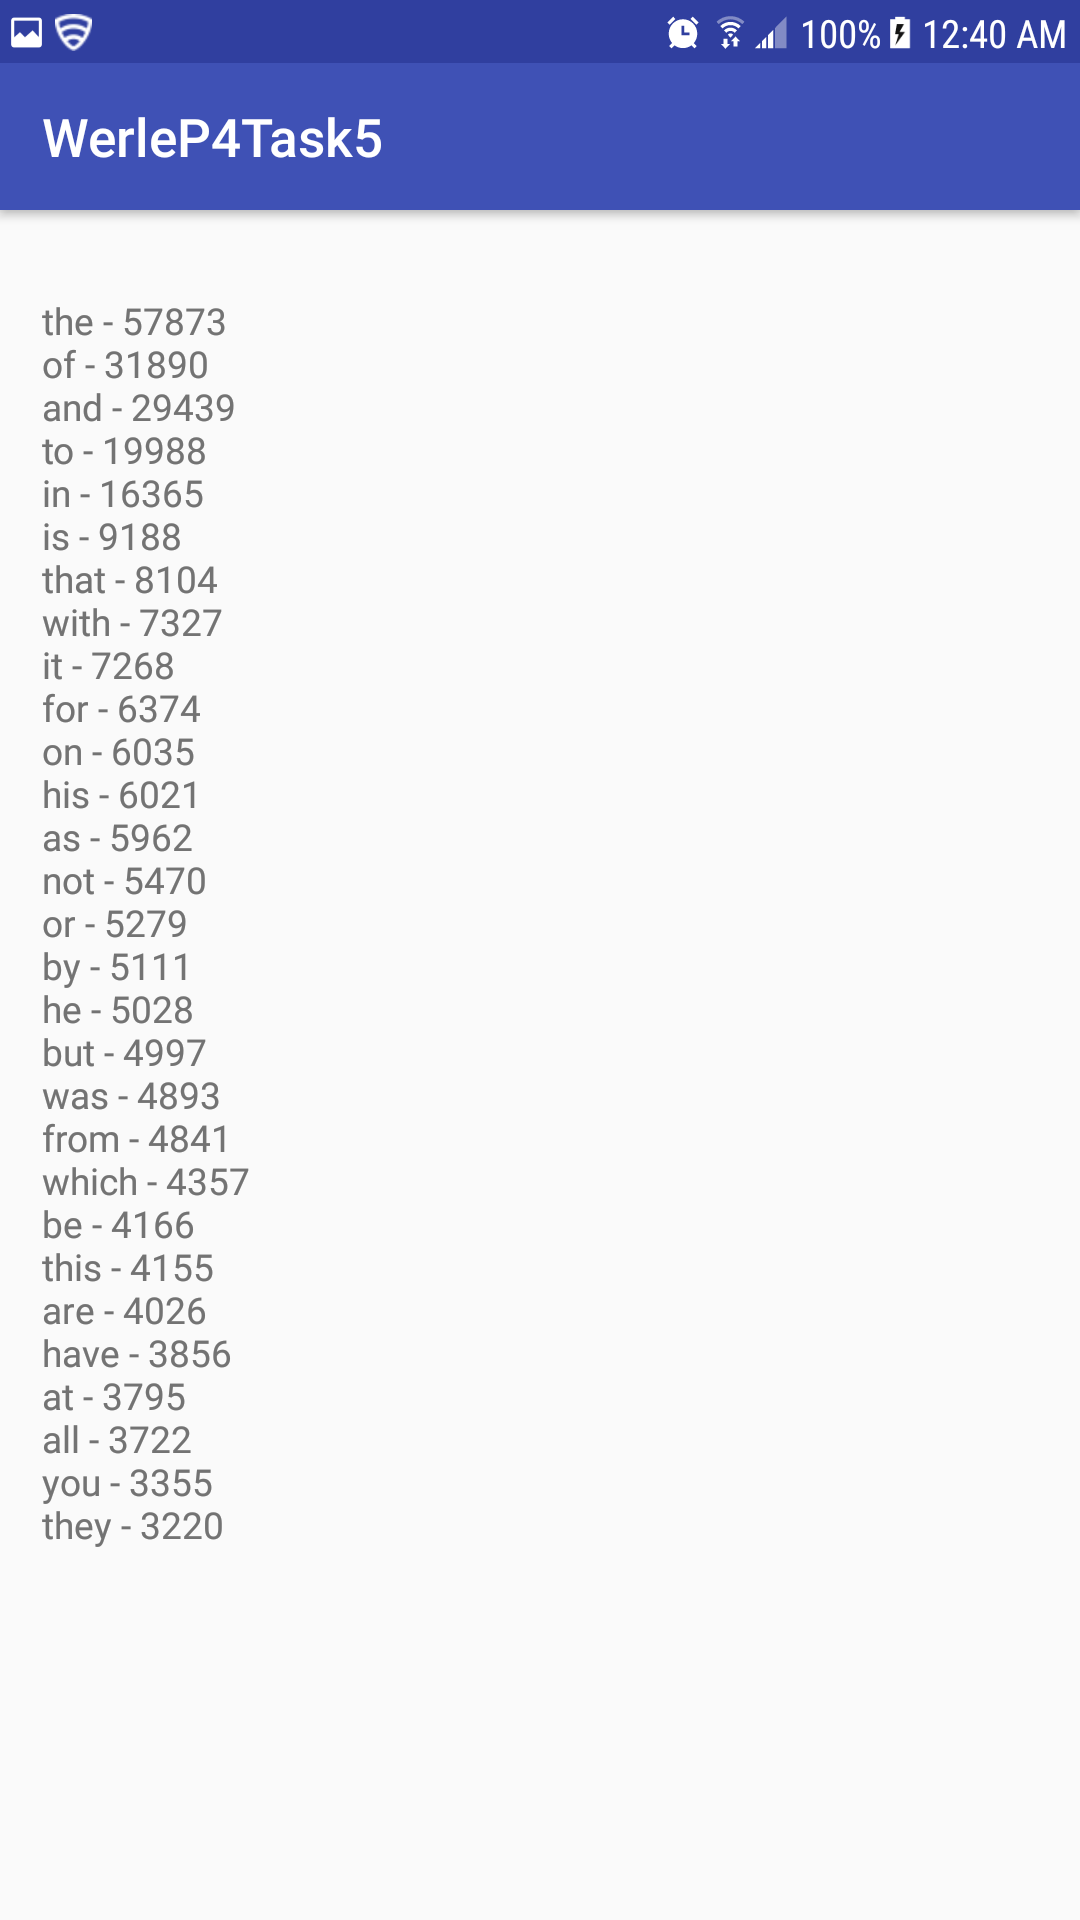 100% 12:40 AM
WerleP4Task5
the - 57873
of - 31890
and - 29439
to - 19988
in - 16365
is - 9188
that - 8104
with - 7327
it - 7268
for - 6374
on - 6035
his - 6021
as - 5962
not - 5470
or - 5279
by - 5111
he - 5028
but - 4997
was - 4893
from - 4841
which - 4357
be - 4166
this - 4155
are - 4026
have - 3856
at - 3795
all - 3722
you - 3355
they - 3220